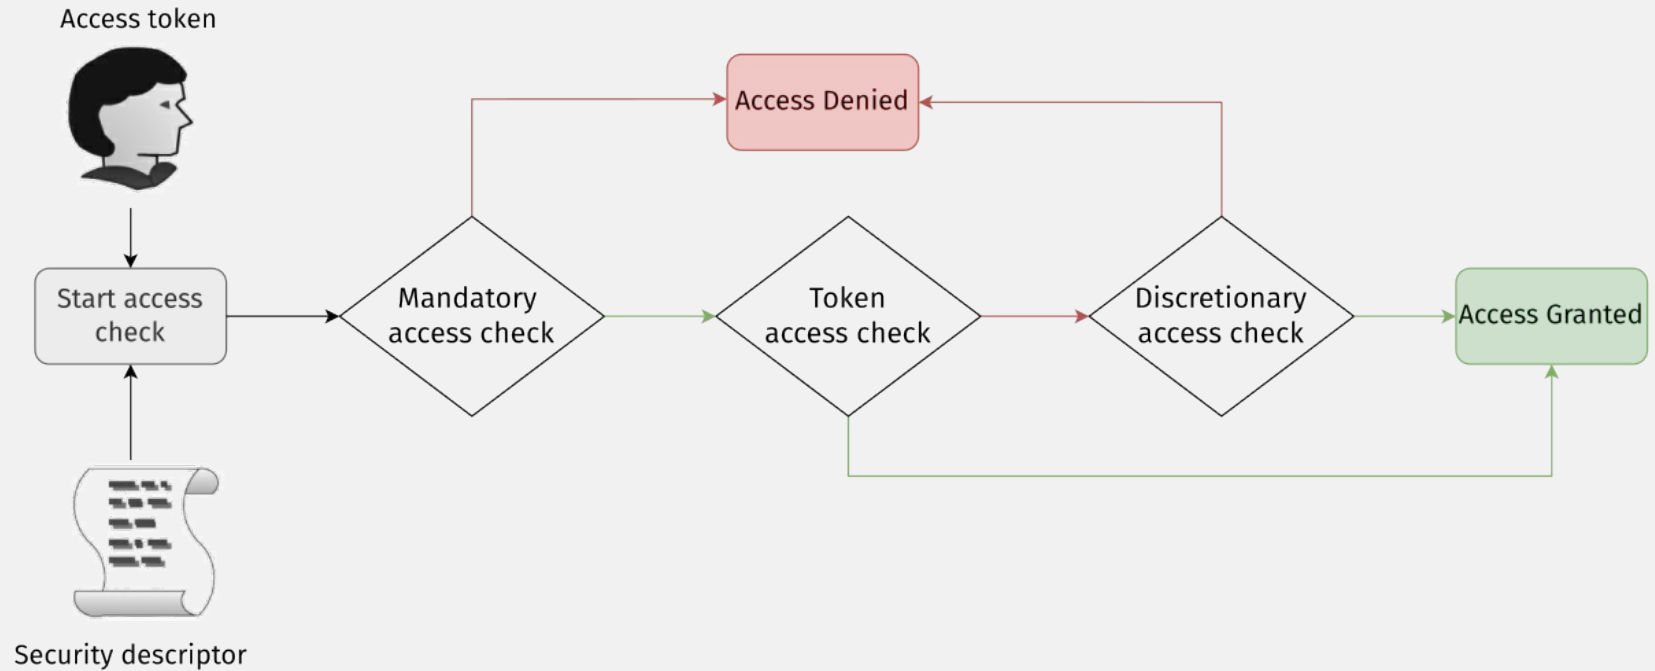 Access token
Access Denied
Start access
check
Mandatory
access check
Token
access check
Discretionary
access check
Access Granted
Security descriptor